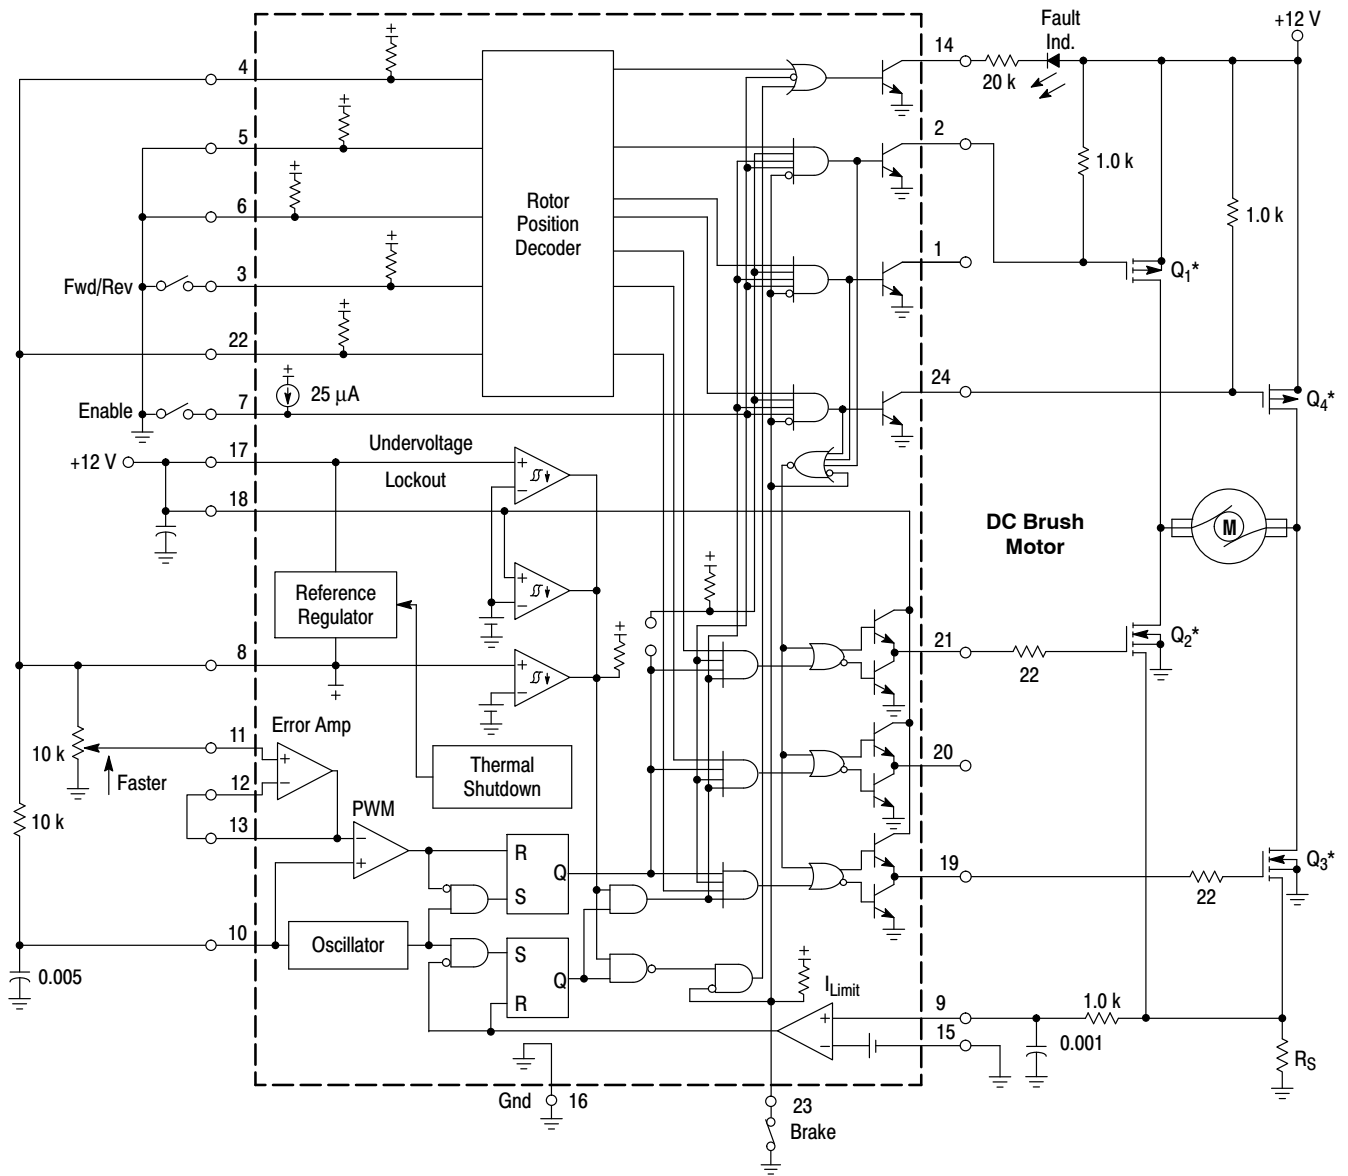 Fault
Ind.
+12 V
4
14
20 k
5
2
1.0 k
6
Rotor
Position
Decoder
1.0 k
Fwd/Rev
3
1
Q1*
22
Enable
7
25 μA
24
Q4*
+12 V
17
Undervoltage
Lockout
18
DC Brush
Motor
M
Reference
Regulator
8
21
22
Q2*
Error Amp
10 k
11
Faster
12
Thermal
Shutdown
20
10 k
13
PWM
R
Q
S
19
22
Q3*
10
Oscillator
S
Q
R
0.005
ILimit
9
1.0 k
15
0.001
RS
Gnd
16
23
Brake
+
−
+
−
+
−
+
−
−
+
+
−